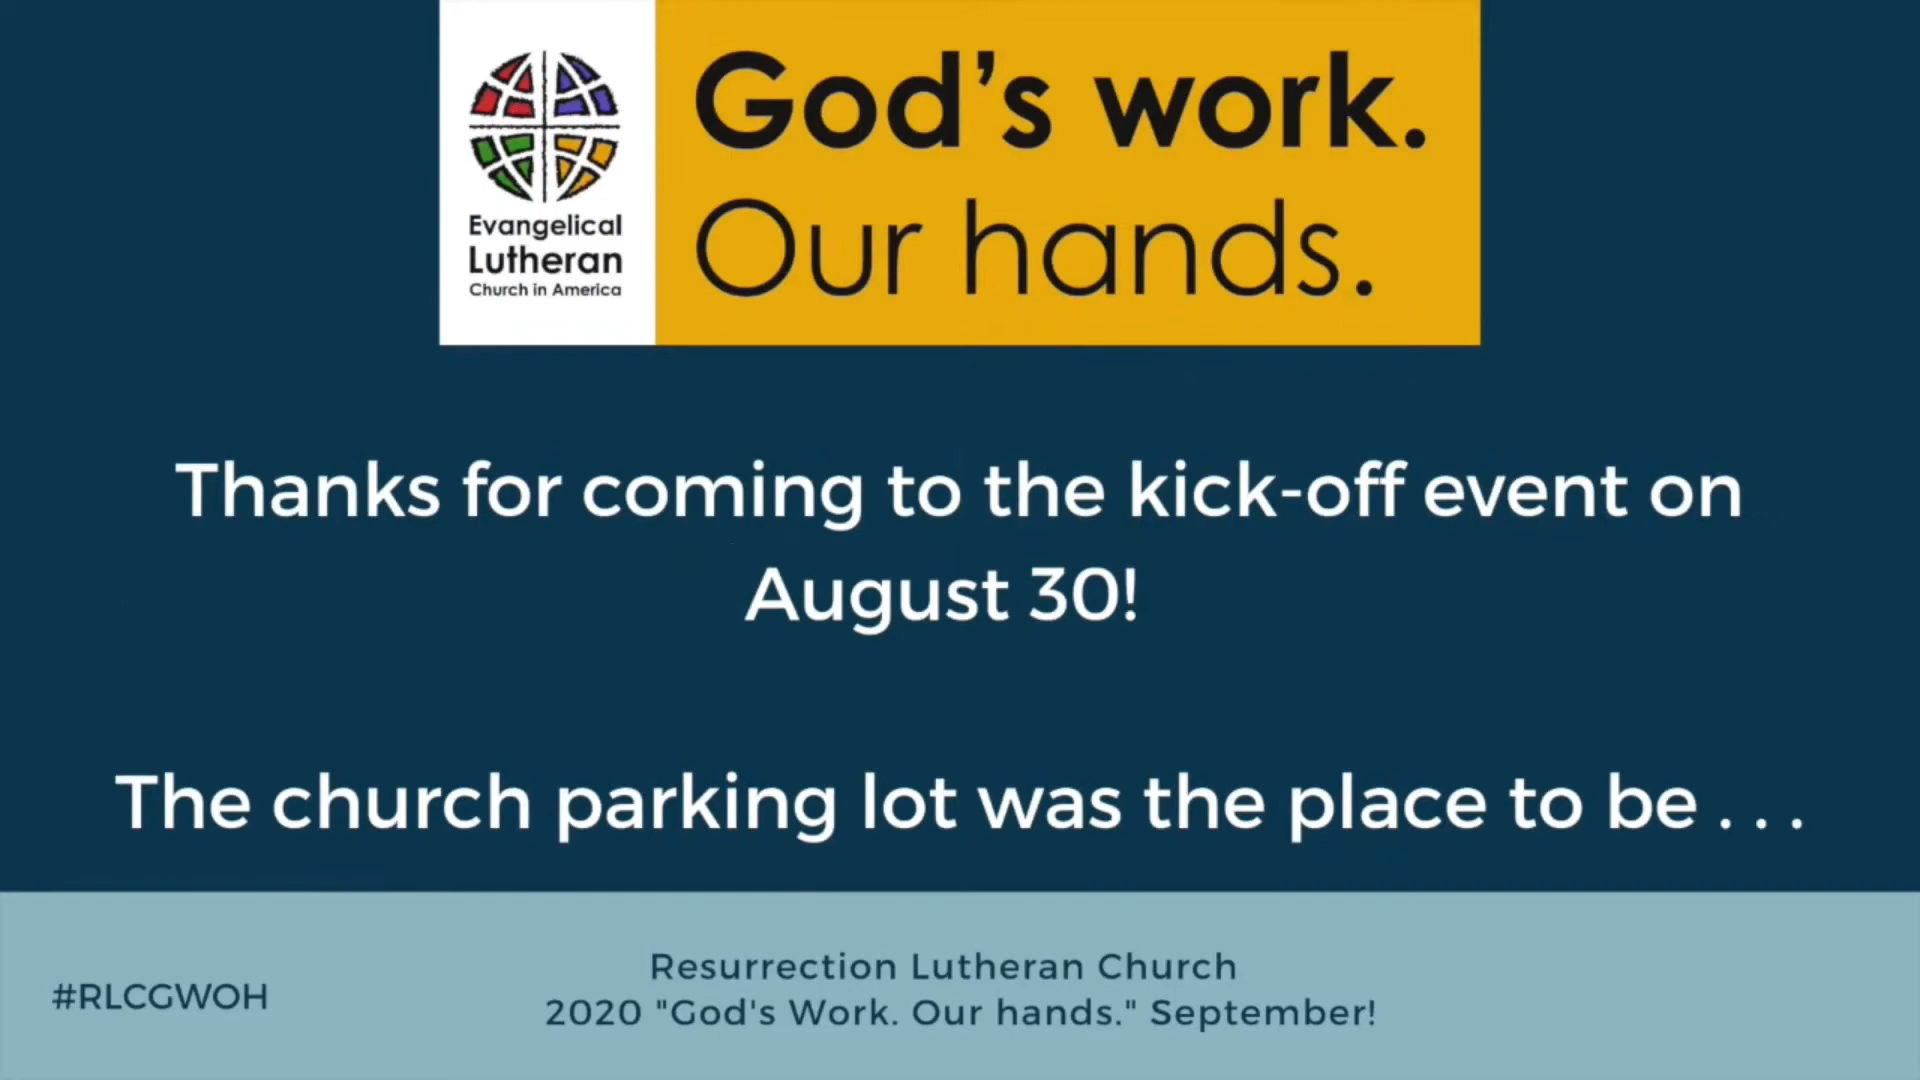 God's work.
Our hands.
Evangelical
Lutheran
Church in America
Thanks for coming to the kick-off event on
August 30!
The church parking lot was the place to be . . .
#RLCGWOH
Resurrection Lutheran Church
2020 "God's Work. Our hands." September!